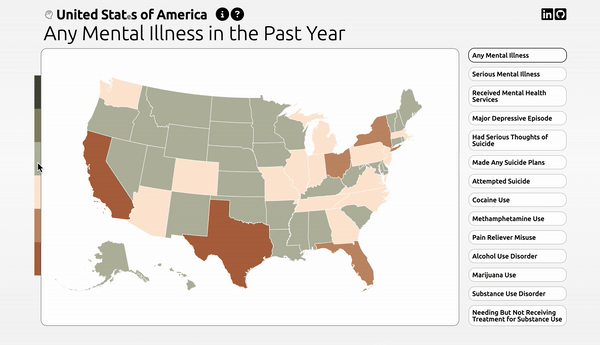 United States of America
i ?
in
Any Mental Illness in the Past Year
Any Mental Illness
Serious Mental Illness
Received Mental Health
Services
Major Depressive Episode
Had Serious Thoughts of
Suicide
Made Any Suicide Plans
Attempted Suicide
Cocaine Use
Methamphetamine Use
Pain Reliever Misuse
Alcohol Use Disorder
Marijuana Use
Substance Use Disorder
Needing But Not Receiving
Treatment for Substance Use